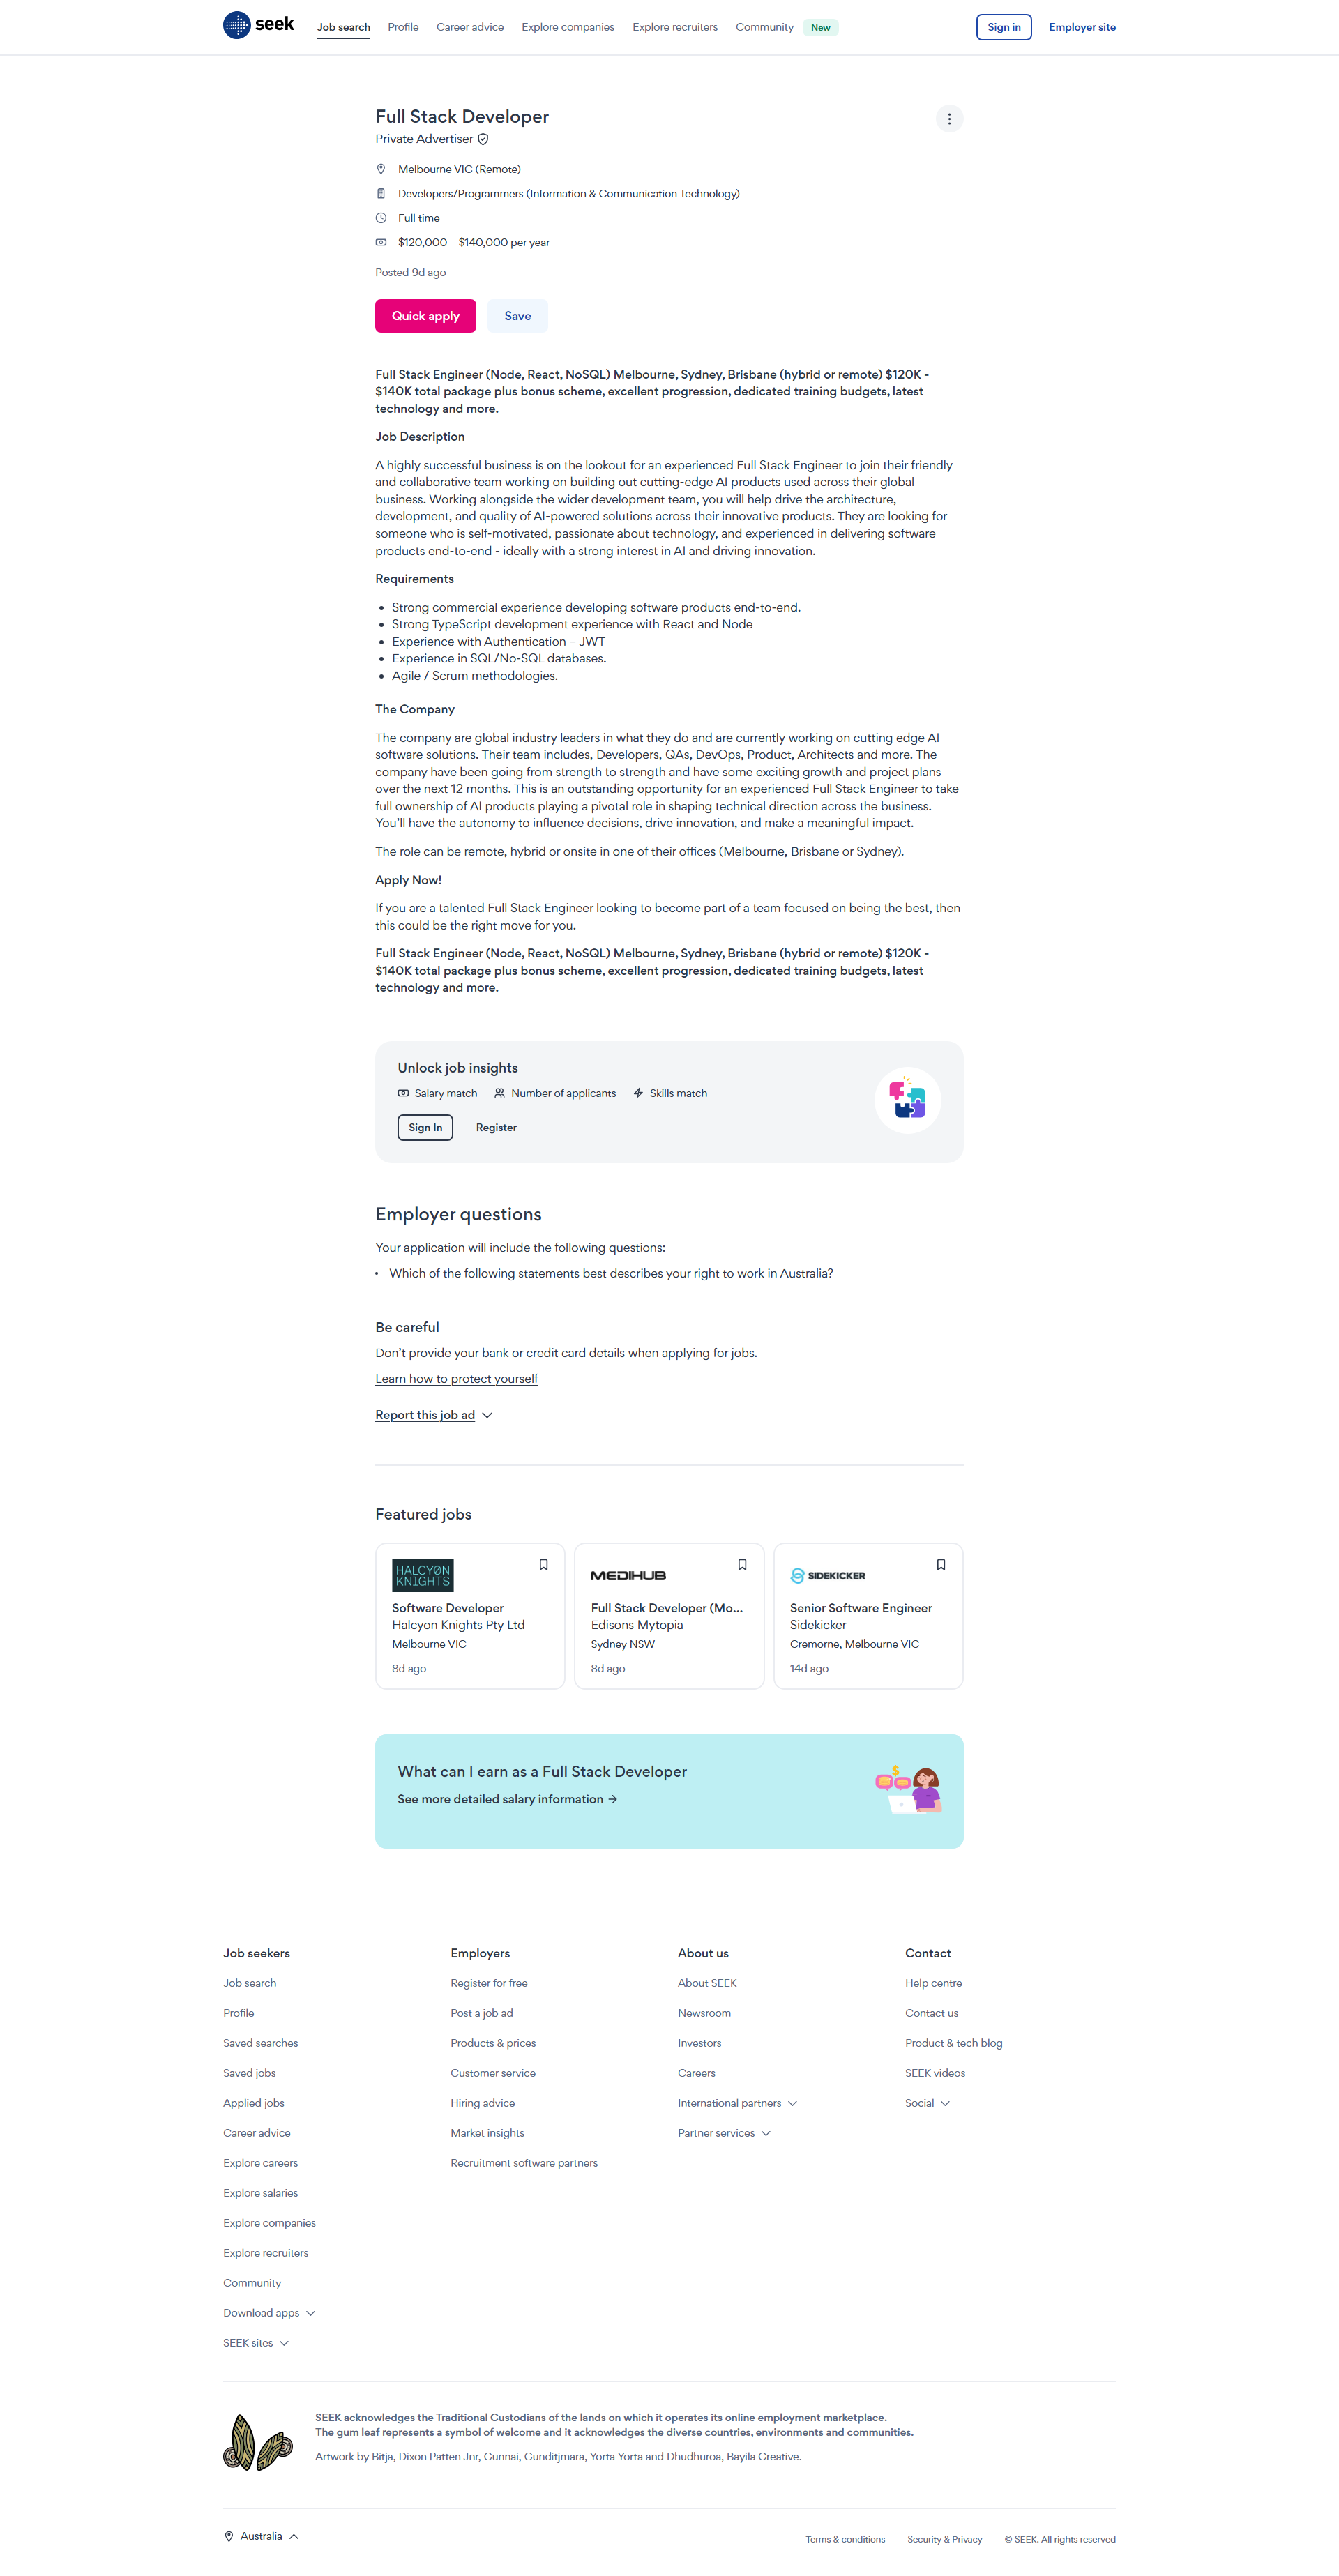 seek
Job search
Profile
Career advice
Explore companies
Explore recruiters
Community
New
Sign in
Employer site
Full Stack Developer
Private Advertiser
Melbourne VIC (Remote)
Developers/Programmers (Information & Communication Technology)
Full time
$120,000 – $140,000 per year
Posted 9d ago
Quick apply
Save
Full Stack Engineer (Node, React, NoSQL) Melbourne, Sydney, Brisbane (hybrid or remote) $120K -
$140K total package plus bonus scheme, excellent progression, dedicated training budgets, latest
technology and more.
Job Description
A highly successful business is on the lookout for an experienced Full Stack Engineer to join their friendly
and collaborative team working on building out cutting-edge AI products used across their global
business. Working alongside the wider development team, you will help drive the architecture,
development, and quality of AI-powered solutions across their innovative products. They are looking for
someone who is self-motivated, passionate about technology, and experienced in delivering software
products end-to-end - ideally with a strong interest in AI and driving innovation.
Requirements
• Strong commercial experience developing software products end-to-end.
• Strong TypeScript development experience with React and Node
• Experience with Authentication – JWT
• Experience in SQL/No-SQL databases.
• Agile / Scrum methodologies.
The Company
The company are global industry leaders in what they do and are currently working on cutting edge AI
software solutions. Their team includes, Developers, QAs, DevOps, Product, Architects and more. The
company have been going from strength to strength and have some exciting growth and project plans
over the next 12 months. This is an outstanding opportunity for an experienced Full Stack Engineer to take
full ownership of AI products playing a pivotal role in shaping technical direction across the business.
You'll have the autonomy to influence decisions, drive innovation, and make a meaningful impact.
The role can be remote, hybrid or onsite in one of their offices (Melbourne, Brisbane or Sydney).
Apply Now!
If you are a talented Full Stack Engineer looking to become part of a team focused on being the best, then
this could be the right move for you.
Full Stack Engineer (Node, React, NoSQL) Melbourne, Sydney, Brisbane (hybrid or remote) $120K -
$140K total package plus bonus scheme, excellent progression, dedicated training budgets, latest
technology and more.
Unlock job insights
Salary match
Number of applicants
Skills match
Sign In
Register
Employer questions
Your application will include the following questions:
• Which of the following statements best describes your right to work in Australia?
Be careful
Don't provide your bank or credit card details when applying for jobs.
Learn how to protect yourself
Report this job ad
Featured jobs
HALCYON
KNIGHTS
Software Developer
Halcyon Knights Pty Ltd
Melbourne VIC
8d ago
MEDIHUB
Full Stack Developer (Mo...
Edisons Mytopia
Sydney NSW
8d ago
SIDEKICKER
Senior Software Engineer
Sidekicker
Cremorne, Melbourne VIC
14d ago
What can I earn as a Full Stack Developer
See more detailed salary information →
Job seekers
Job search
Profile
Saved searches
Saved jobs
Applied jobs
Career advice
Explore careers
Explore salaries
Explore companies
Explore recruiters
Community
Download apps
SEEK sites
Employers
Register for free
Post a job ad
Products & prices
Customer service
Hiring advice
Market insights
Recruitment software partners
About us
About SEEK
Newsroom
Investors
Careers
International partners
Partner services
Contact
Help centre
Contact us
Product & tech blog
SEEK videos
Social
SEEK acknowledges the Traditional Custodians of the lands on which it operates its online employment marketplace.
The gum leaf represents a symbol of welcome and it acknowledges the diverse countries, environments and communities.
Artwork by Bitja, Dixon Patten Jnr, Gunnai, Gunditjmara, Yorta Yorta and Dhudhuroa, Bayila Creative.
Australia
Terms & conditions
Security & Privacy
© SEEK. All rights reserved